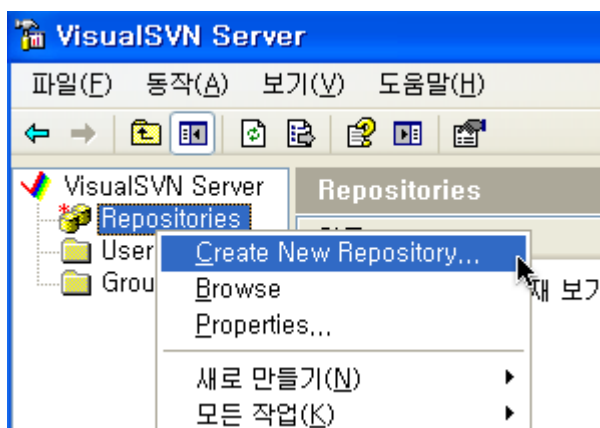 VisualSVN Server
파일(F) 동작(A) 보기(V) 도움말(H)
VisualSVN Server
Repositories
Repositories
User
Grou
Create New Repository...
Browse
Properties...
새로 만들기(N)
모든 작업(K)
재 보기